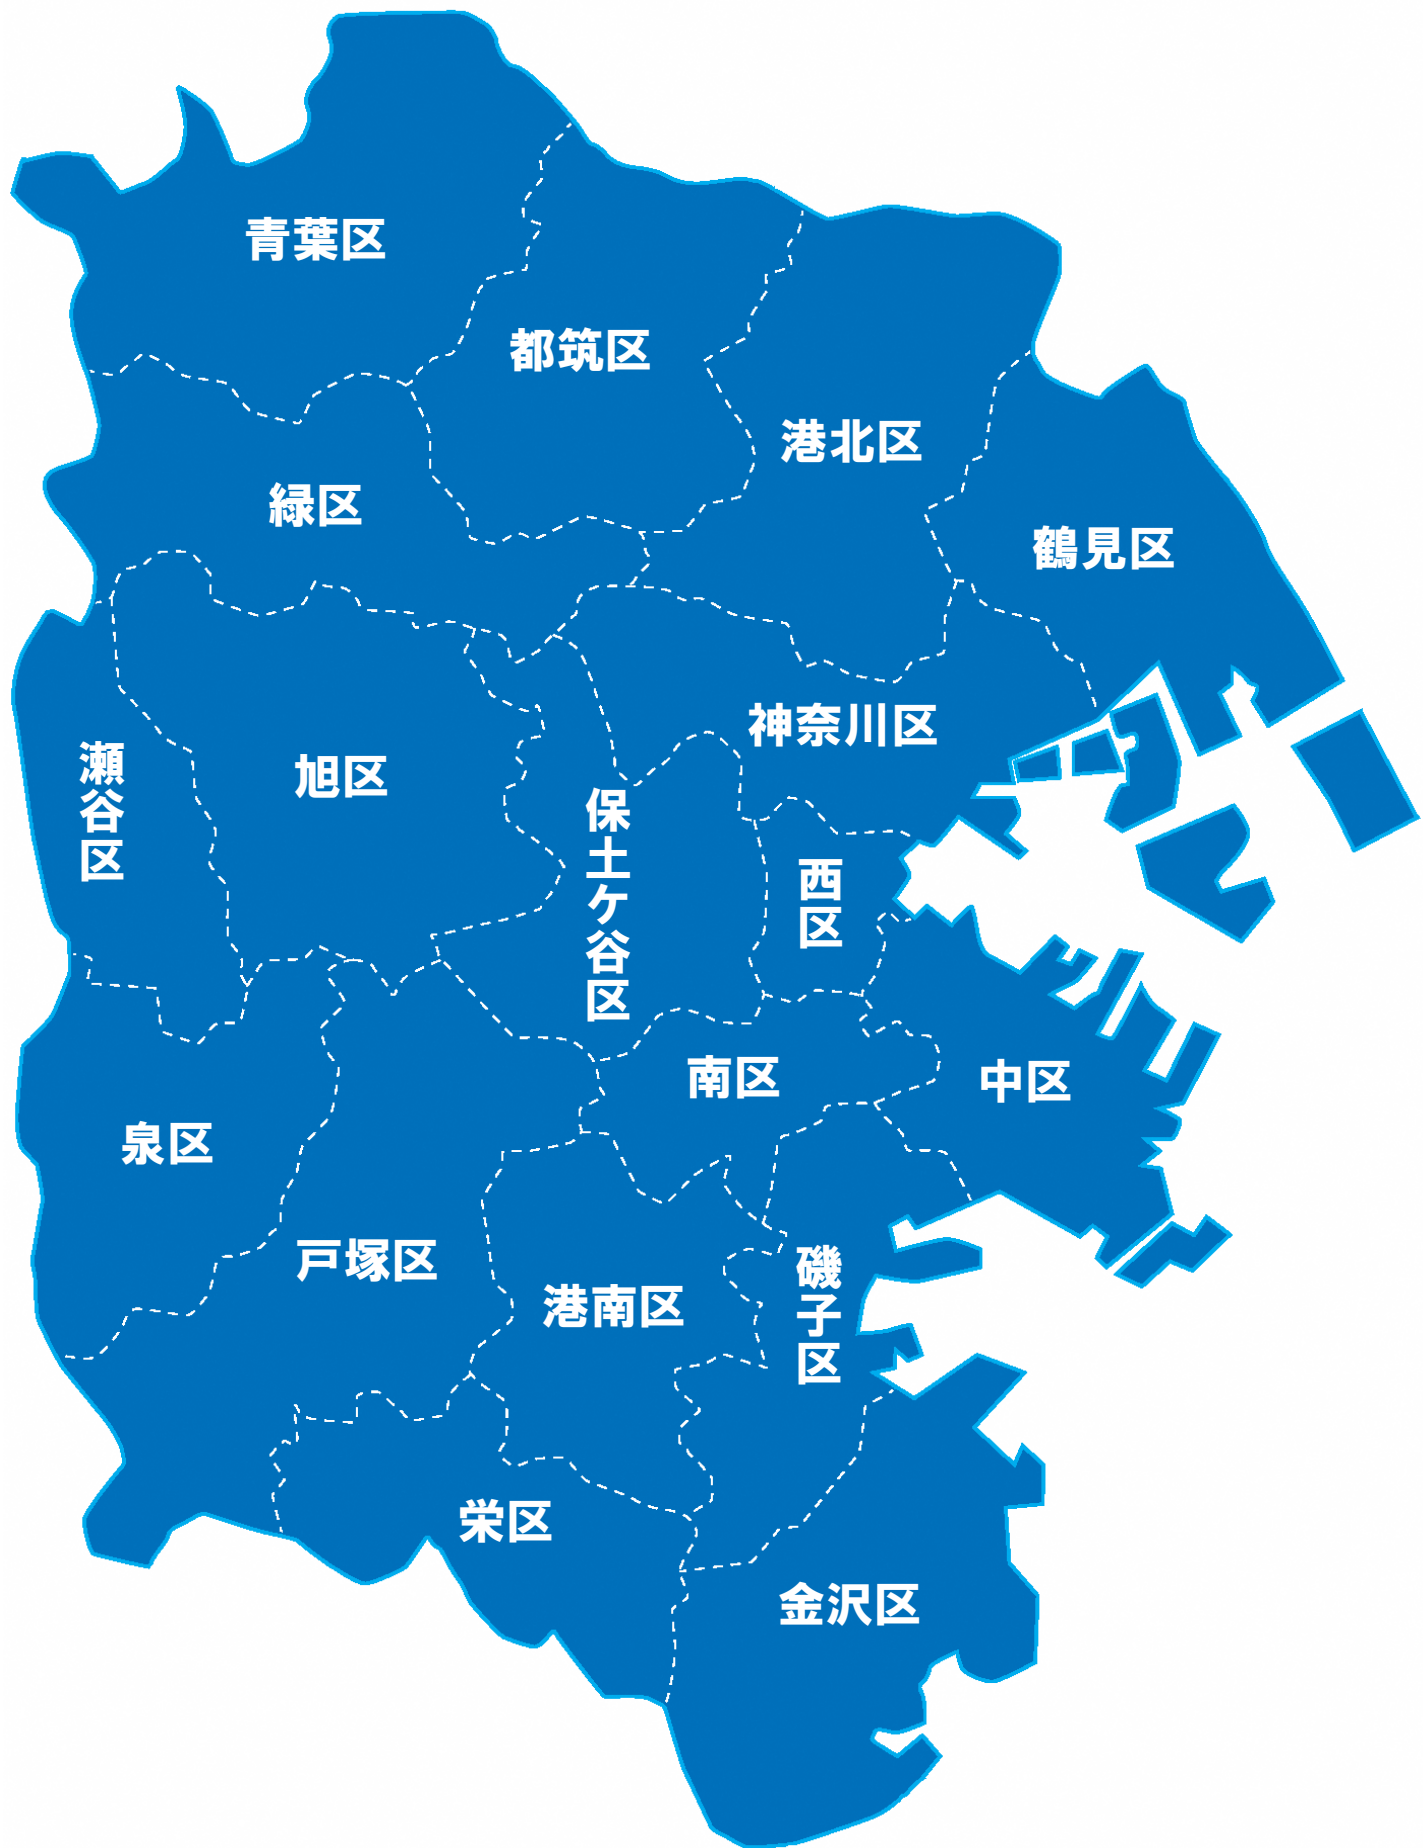 青葉区
都筑区
港北区
緑区
鶴見区
神奈川区
瀬谷区
旭区
保土ケ谷区
西区
南区
中区
泉区
戸塚区
港南区
磯子区
栄区
金沢区